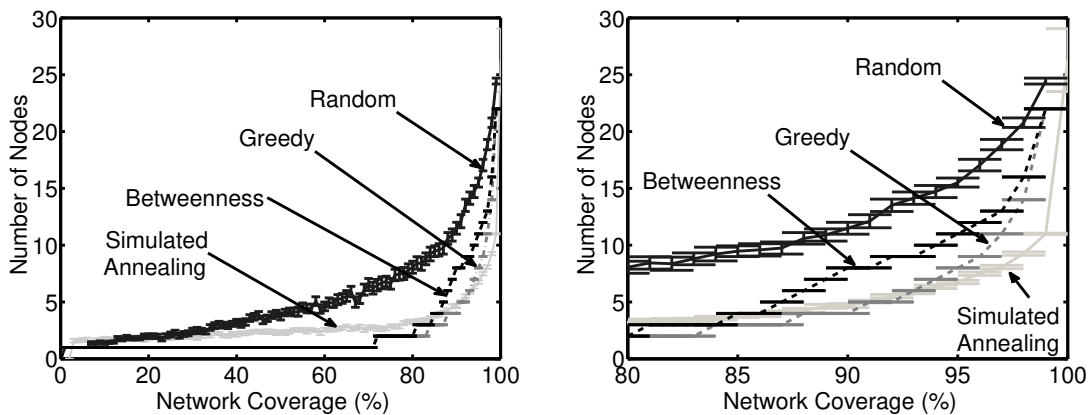 30
25
20
15
10
5
0
Number of Nodes
Random
Greedy
Betweenness
Simulated
Annealing
0 20 40 60 80 100
Network Coverage (%)
30
25
20
15
10
5
0
Number of Nodes
Random
Greedy
Betweenness
Simulated
Annealing
80 85 90 95 100
Network Coverage (%)